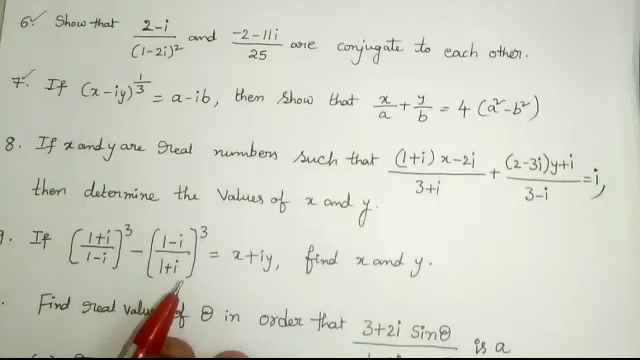 6. Show that (2-i)/(1-2i)² and (-2-11i)/25 are conjugate to each other.
7. If (x-iy)^(1/3) = a-ib, then show that x/a + y/b = 4 (a²-b²)
8. If x and y are real numbers such that ((1+i)x-2i)/(3+i) + ((2-3i)y+i)/(3-i) = i,
then determine the values of x and y.
9. If [(1+i)/(1-i)]³ - [(1-i)/(1+i)]³ = x+iy, find x and y.
Find real values of θ in order that 3+2i Sinθ is a